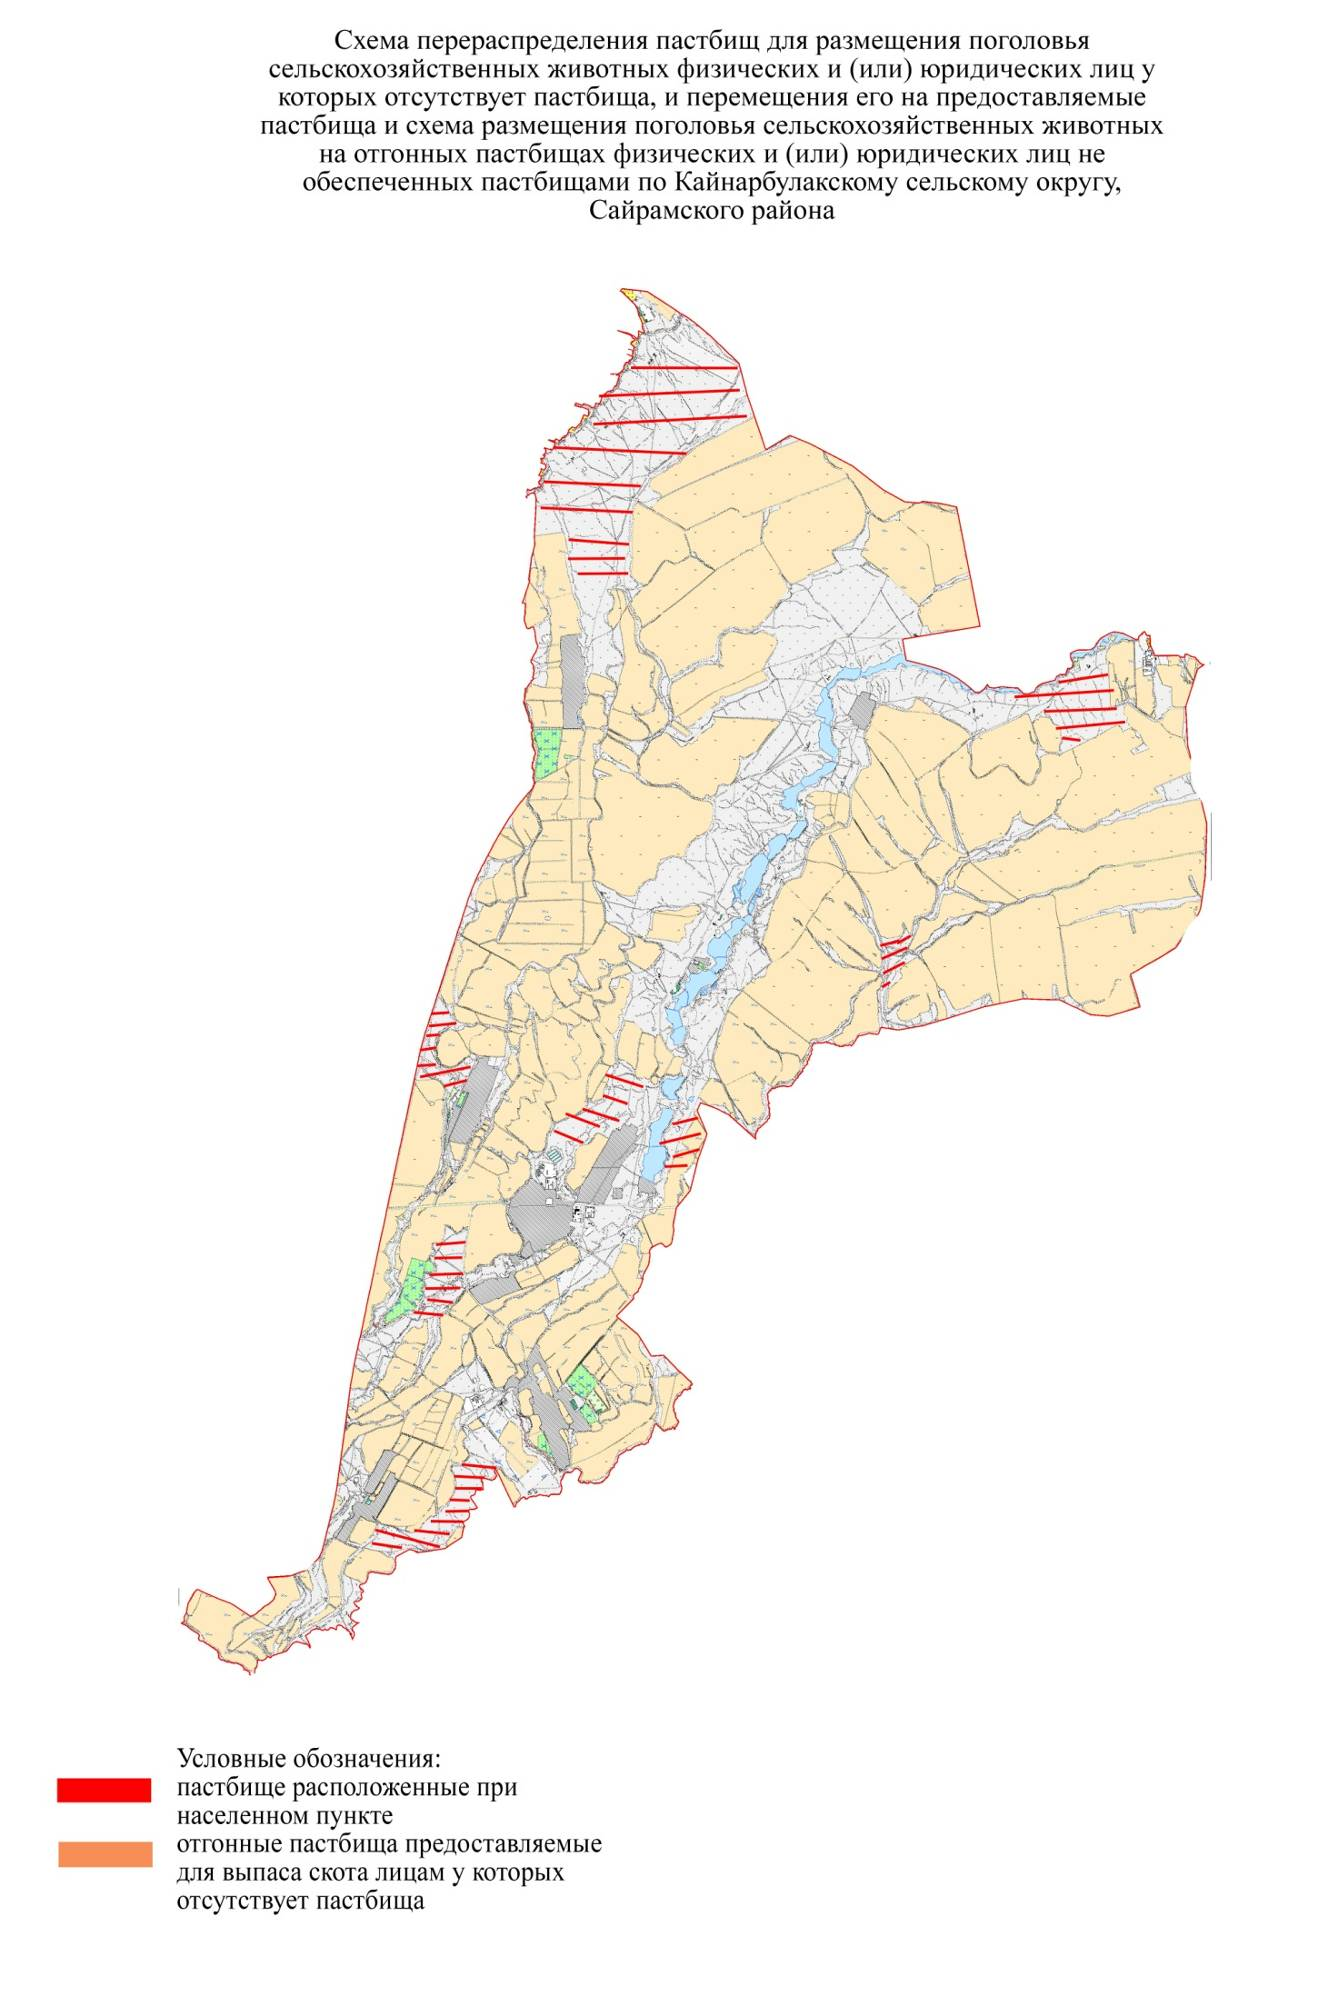 Схема перераспределения пастбищ для размещения поголовья
сельскохозяйственных животных физических и (или) юридических лиц у
которых отсутствует пастбища, и перемещения его на предоставляемые
пастбища и схема размещения поголовья сельскохозяйственных животных
на отгонных пастбищах физических и (или) юридических лиц не
обеспеченных пастбищами по Кайнарбулакскому сельскому округу,
Сайрамского района
Условные обозначения:
пастбище расположенные при
населенном пункте
отгонные пастбища предоставляемые
для выпаса скота лицам у которых
отсутствует пастбища